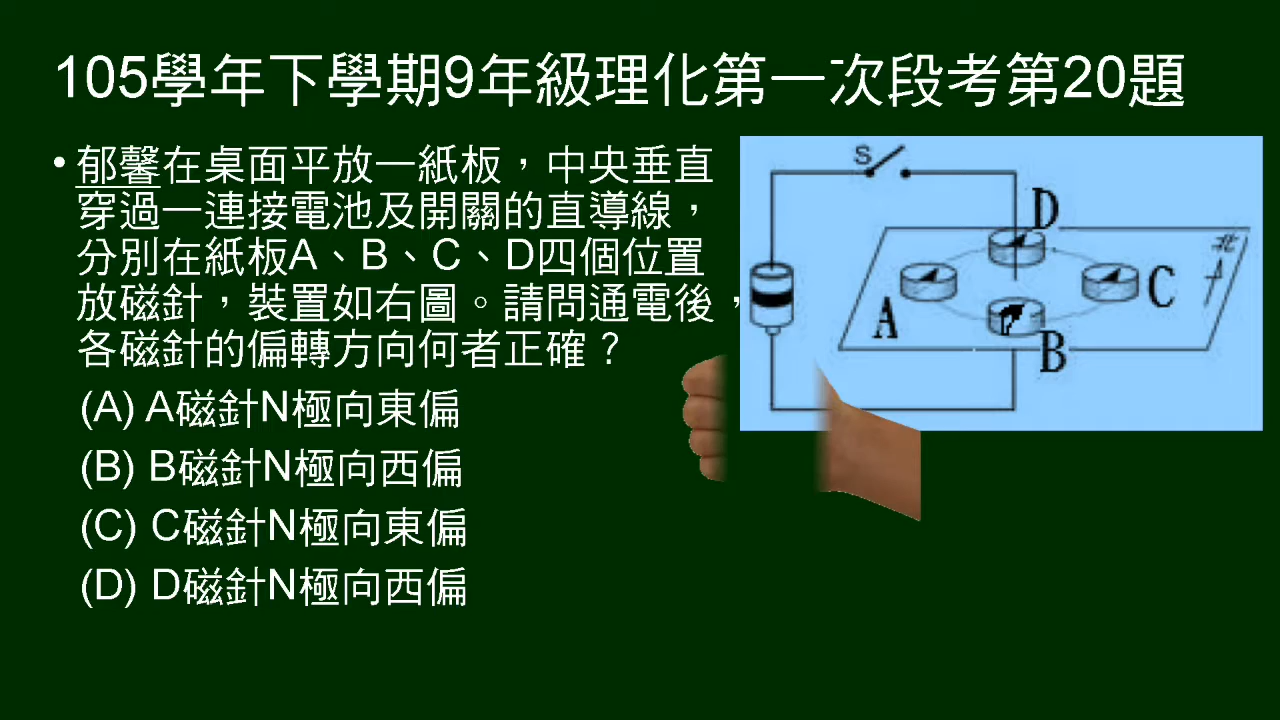 105學年下學期9年級理化第一次段考第20題
• 郁馨在桌面平放一紙板，中央垂直
穿過一連接電池及開關的直導線，
分別在紙板A、B、C、D四個位置
放磁針，裝置如右圖。請問通電後，
各磁針的偏轉方向何者正確？
(A) A磁針N極向東偏
(B) B磁針N極向西偏
(C) C磁針N極向東偏
(D) D磁針N極向西偏
S
D
北
A
C
B